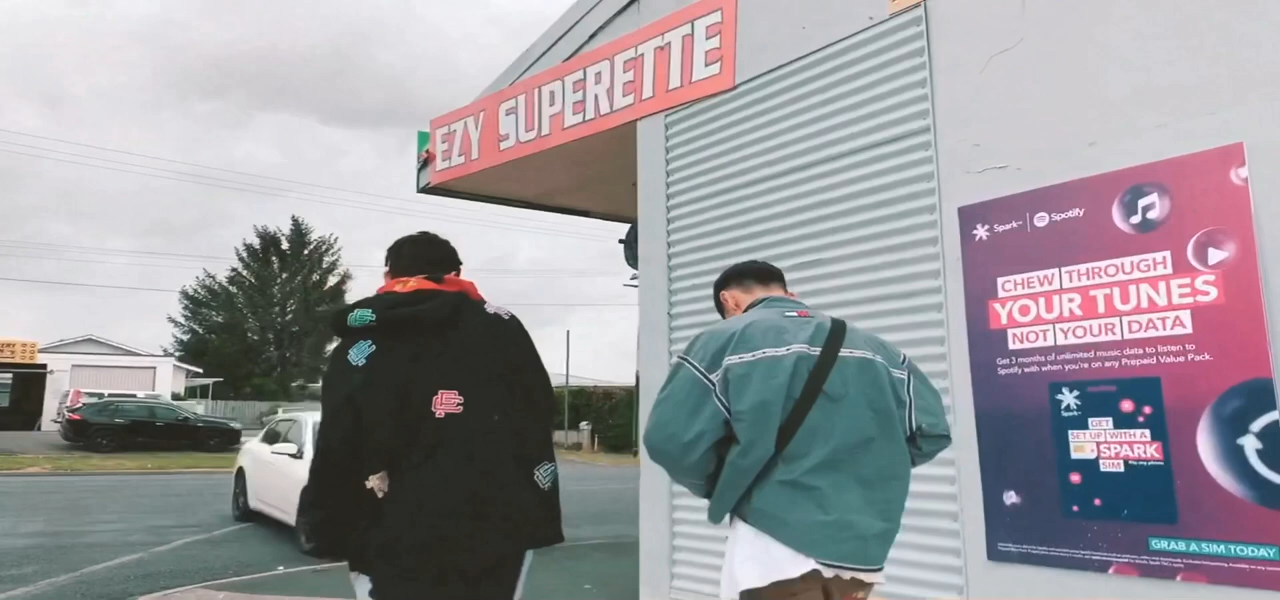 EZY SUPERETTE
Spark Spotify
CHEW THROUGH
YOUR TUNES
NOT YOUR DATA
Get 3 months of unlimited music data to listen to
Spotify with when you're on any Prepaid Value Pack.
GET
SET UP WITH A
SPARK
SIM
GRAB A SIM TODAY